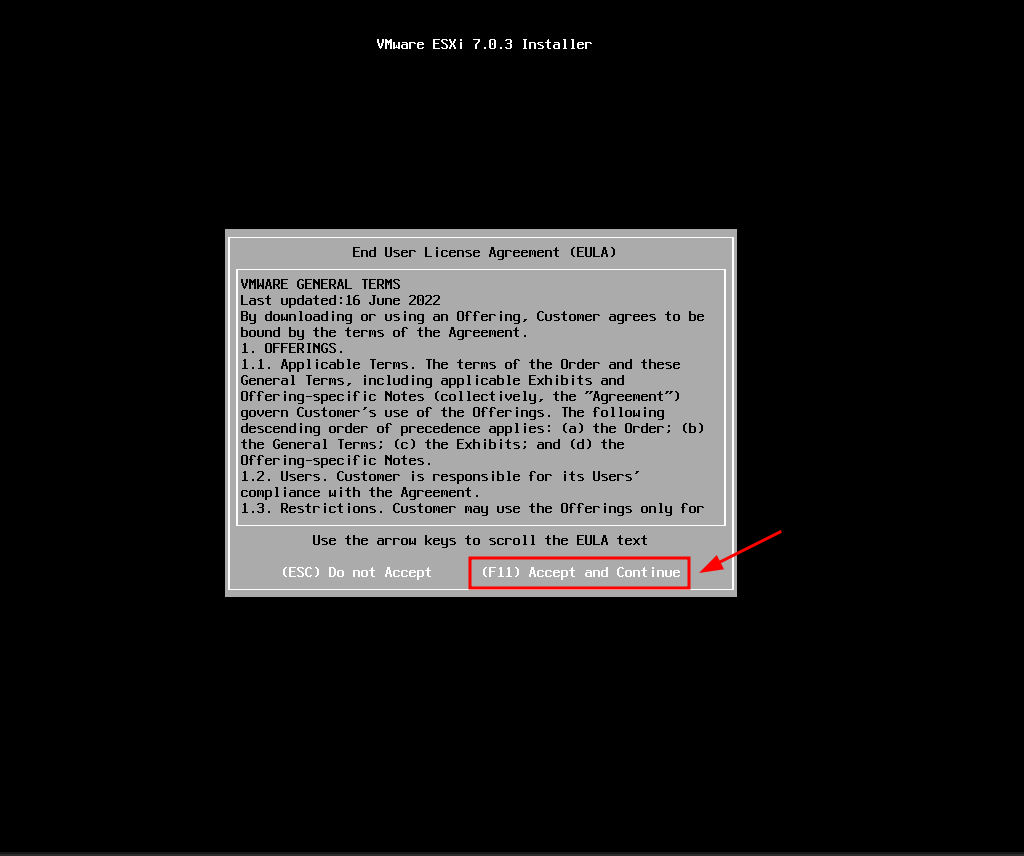 VMware ESXi 7.0.3 Installer
End User License Agreement (EULA)
VMWARE GENERAL TERMS
Last updated:16 June 2022
By downloading or using an Offering, Customer agrees to be
bound by the terms of the Agreement.
1. OFFERINGS.
1.1. Applicable Terms. The terms of the Order and these
General Terms, including applicable Exhibits and
Offering-specific Notes (collectively, the "Agreement")
govern Customer's use of the Offerings. The following
descending order of precedence applies: (a) the Order; (b)
the General Terms; (c) the Exhibits; and (d) the
Offering-specific Notes.
1.2. Users. Customer is responsible for its Users'
compliance with the Agreement.
1.3. Restrictions. Customer may use the Offerings only for
Use the arrow keys to scroll the EULA text
(ESC) Do not Accept (F11) Accept and Continue